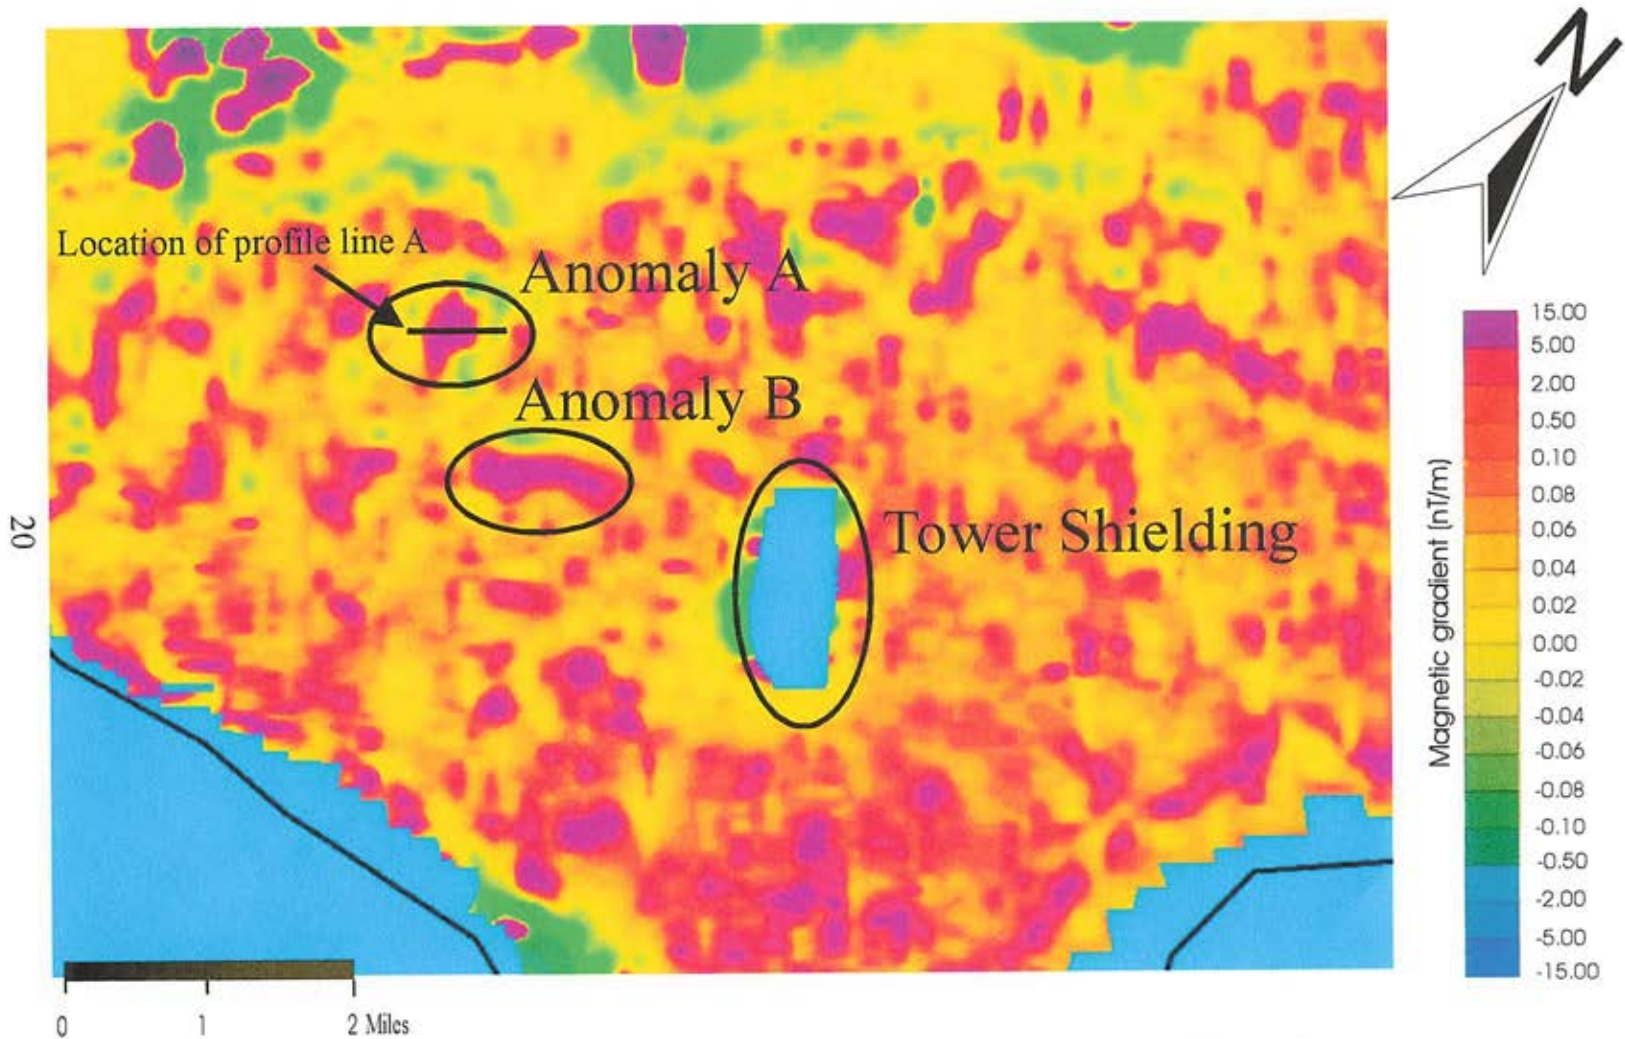 N
Location of profile line A
Anomaly A
Anomaly B
Tower Shielding
20
Magnetic gradient (nT/m)
15.00
5.00
2.00
0.50
0.10
0.08
0.06
0.04
0.02
0.00
-0.02
-0.04
-0.06
-0.08
-0.10
-0.50
-2.00
-5.00
-15.00
0 1 2 Miles